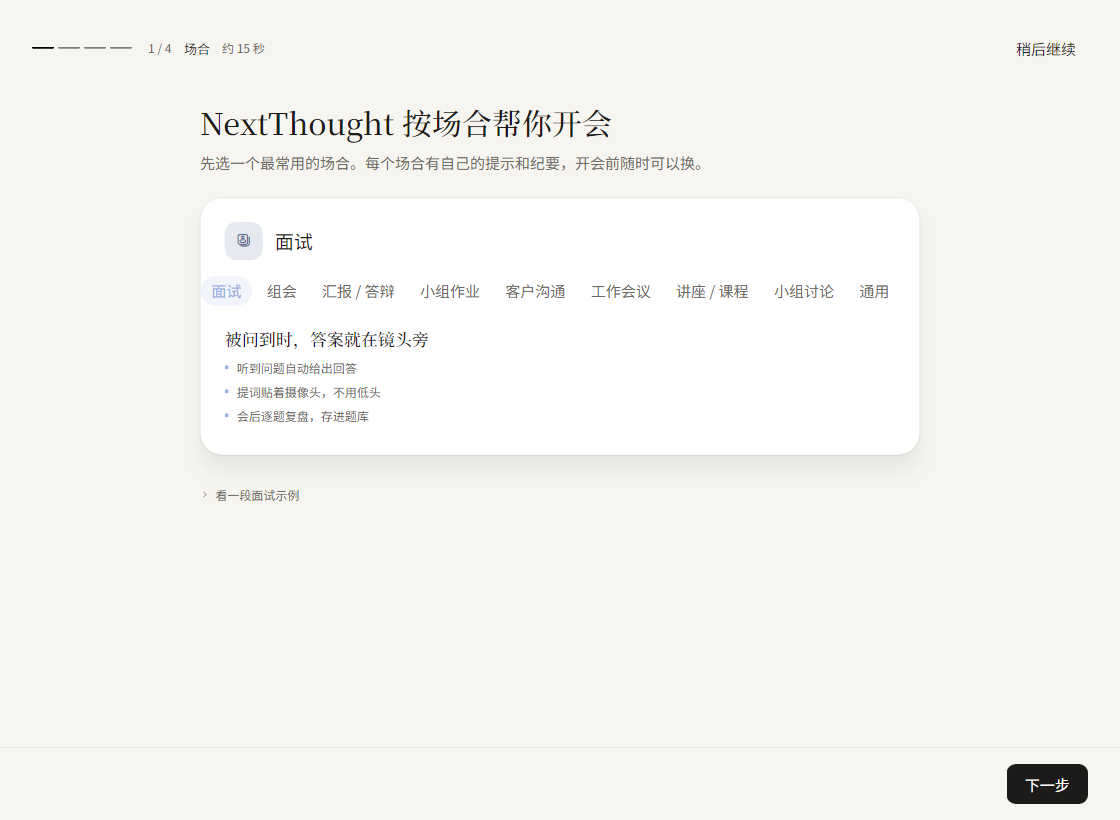 1 / 4 场合 约 15 秒
稍后继续
NextThought 按场合帮你开会
先选一个最常用的场合。每个场合有自己的提示和纪要，开会前随时可以换。
面试
面试 组会 汇报 / 答辩 小组作业 客户沟通 工作会议 讲座 / 课程 小组讨论 通用
被问到时，答案就在镜头旁
听到问题自动给出回答
提词贴着摄像头，不用低头
会后逐题复盘，存进题库
看一段面试示例
下一步